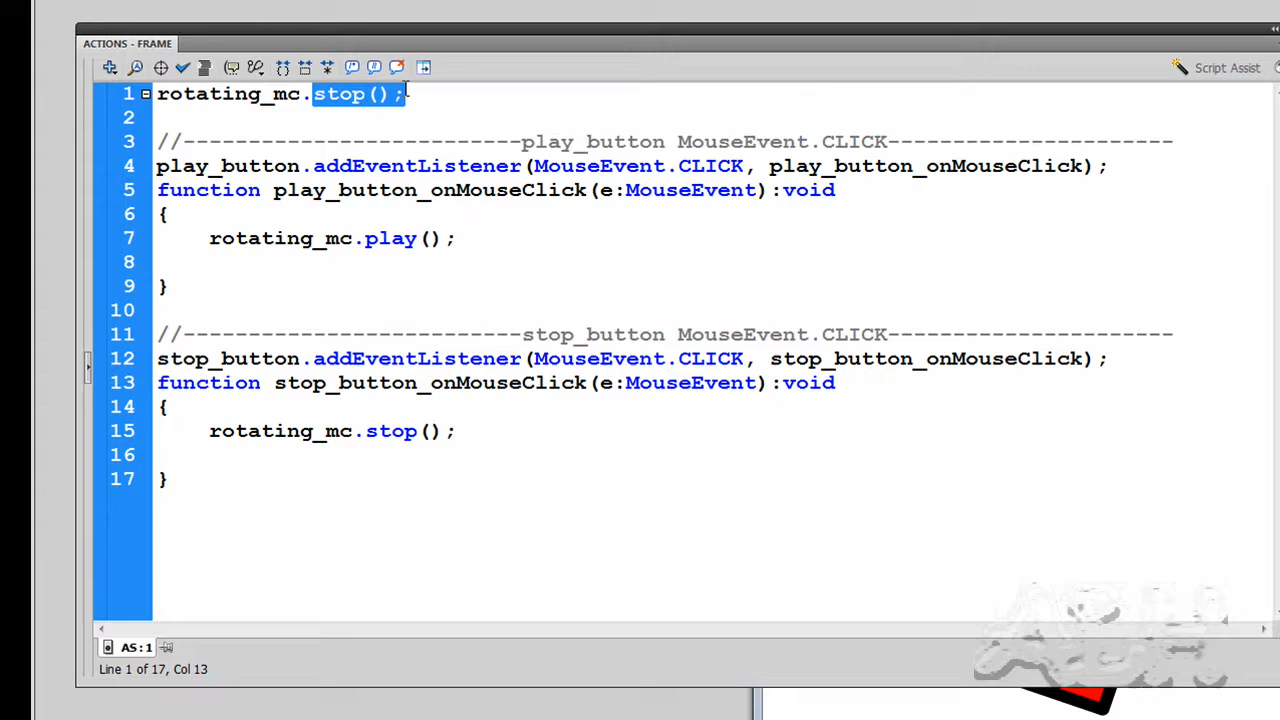 ACTIONS - FRAME
Script Assist
1 rotating_mc.stop();
2
3 //--------------------------play_button MouseEvent.CLICK----------------------
4 play_button.addEventListener(MouseEvent.CLICK, play_button_onMouseClick);
5 function play_button_onMouseClick(e:MouseEvent):void
6 {
7 rotating_mc.play();
8
9 }
10
11 //--------------------------stop_button MouseEvent.CLICK----------------------
12 stop_button.addEventListener(MouseEvent.CLICK, stop_button_onMouseClick);
13 function stop_button_onMouseClick(e:MouseEvent):void
14 {
15 rotating_mc.stop();
16
17 }
AS:1
Line 1 of 17, Col 13